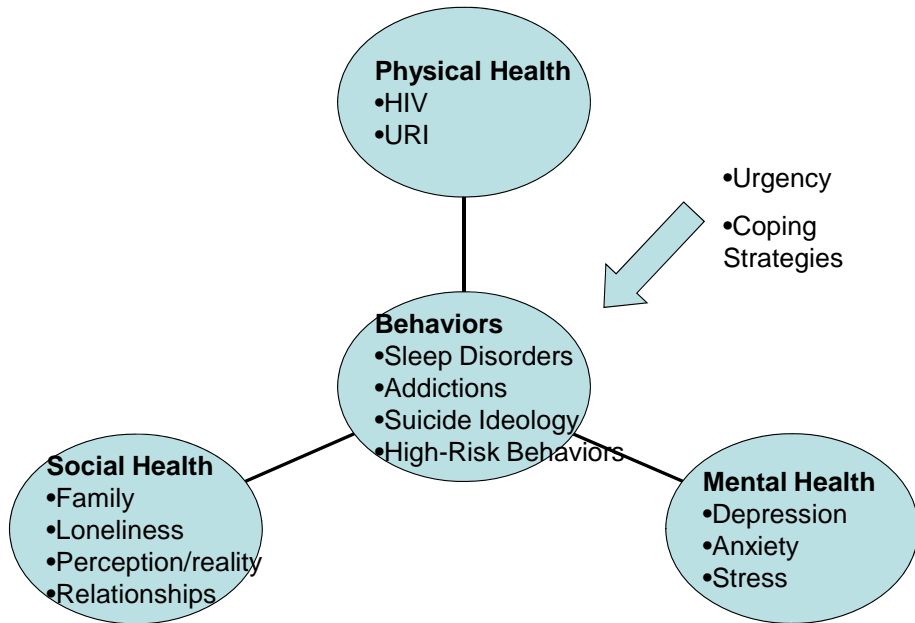 Physical Health
•HIV
•URI
•Urgency
•Coping
Strategies
Behaviors
•Sleep Disorders
•Addictions
•Suicide Ideology
•High-Risk Behaviors
Social Health
•Family
•Loneliness
•Perception/reality
•Relationships
Mental Health
•Depression
•Anxiety
•Stress